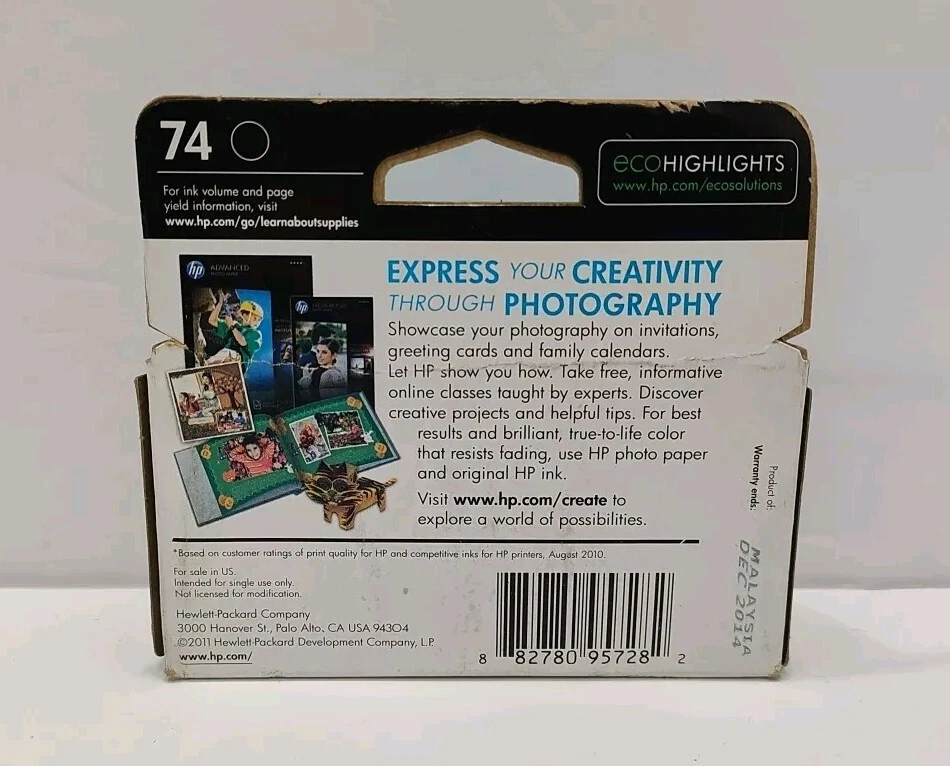 74
For ink volume and page
yield information, visit
www.hp.com/go/learnaboutsupplies
ecoHIGHLIGHTS
www.hp.com/ecosolutions
hp ADVANCED
PHOTO PAPER
hp
EXPRESS YOUR CREATIVITY
THROUGH PHOTOGRAPHY
Showcase your photography on invitations,
greeting cards and family calendars.
Let HP show you how. Take free, informative
online classes taught by experts. Discover
creative projects and helpful tips. For best
results and brilliant, true-to-life color
that resists fading, use HP photo paper
and original HP ink.
Visit www.hp.com/create to
explore a world of possibilities.
*Based on customer ratings of print quality for HP and competitive inks for HP printers, August 2010.
For sale in US.
Intended for single use only.
Not licensed for modification.
Hewlett-Packard Company
3000 Hanover St., Palo Alto, CA USA 94304
©2011 Hewlett-Packard Development Company, L.P.
www.hp.com/
8 82780 95728 2
Product of:
Warranty ends:
MALAYSIA
DEC 2014